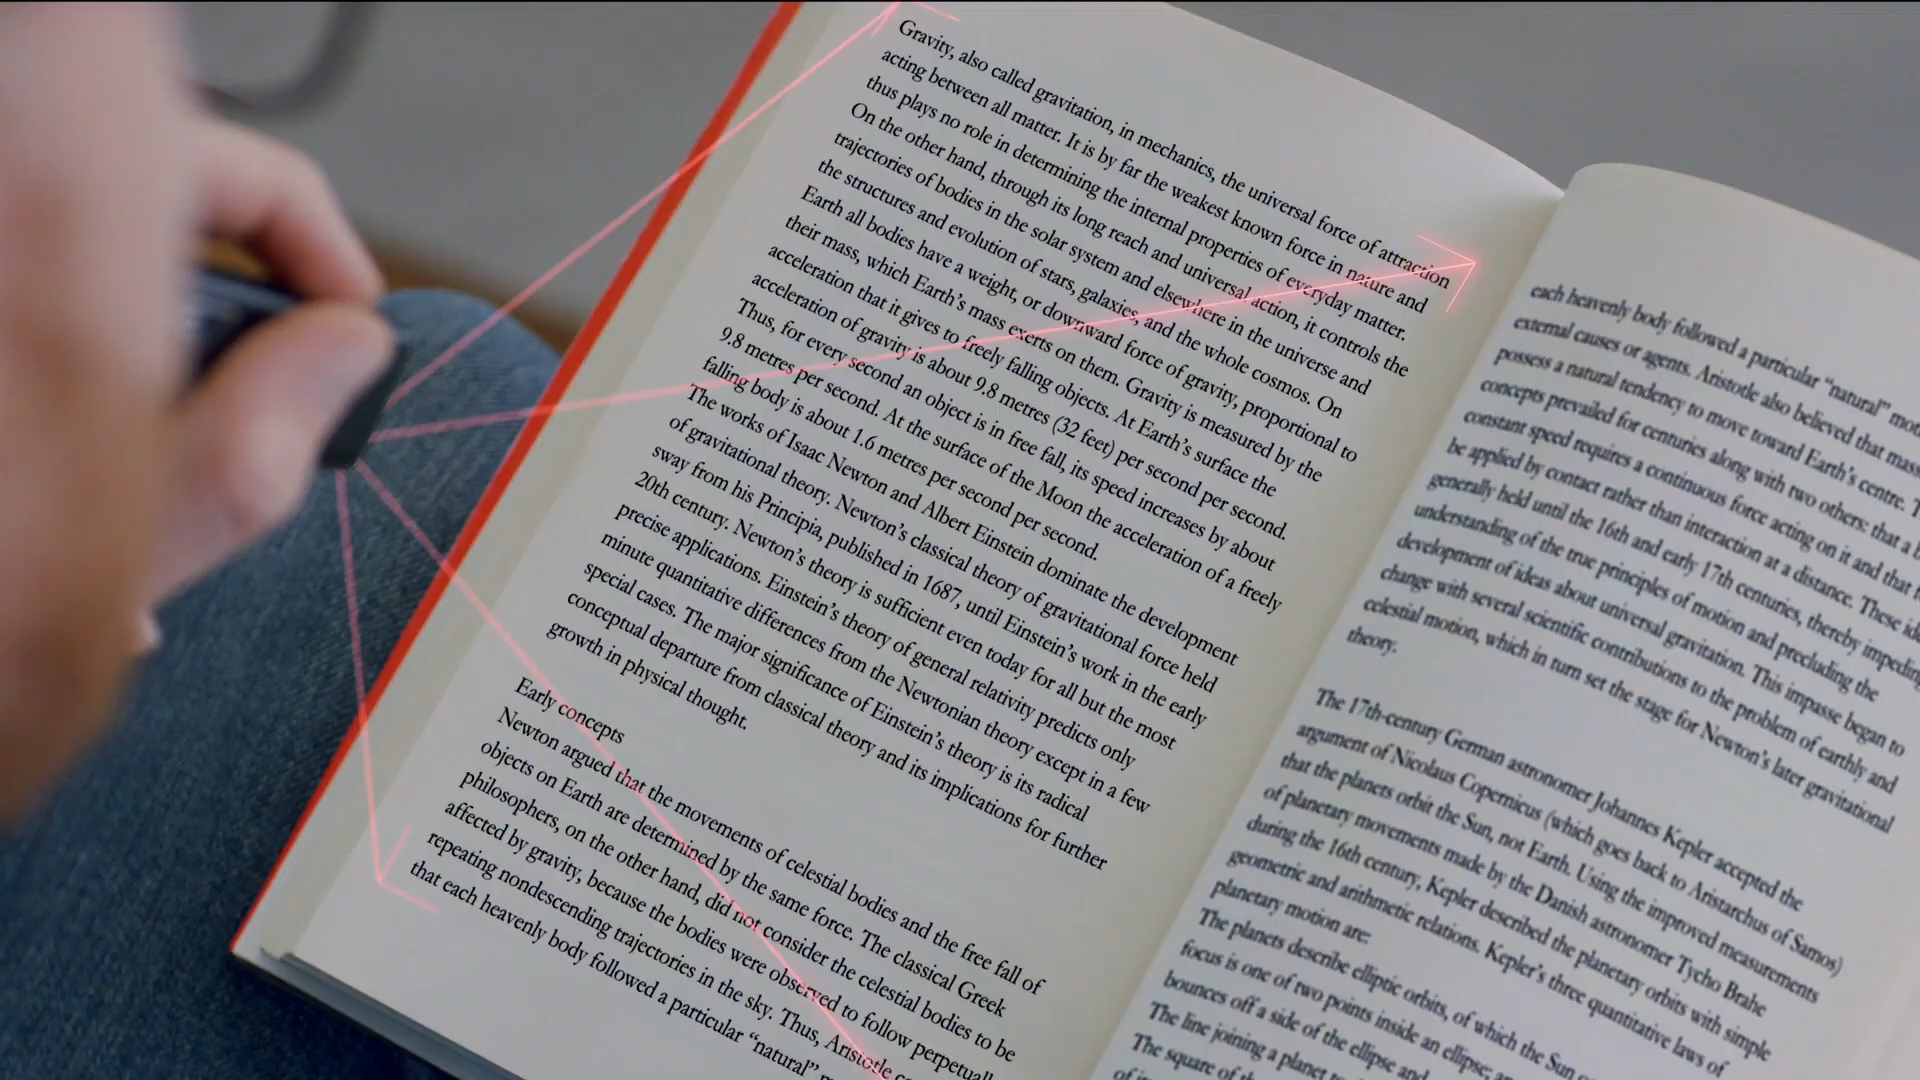 Gravity, also called gravitation, in mechanics, the universal force of attraction
acting between all matter. It is by far the weakest known force in nature and
thus plays no role in determining the internal properties of everyday matter.
On the other hand, through its long reach and universal action, it controls the
trajectories of bodies in the solar system and elsewhere in the universe and
the structures and evolution of stars, galaxies, and the whole cosmos. On
Earth all bodies have a weight, or downward force of gravity, proportional to
their mass, which Earth's mass exerts on them. Gravity is measured by the
acceleration that it gives to freely falling objects. At Earth's surface the
acceleration of gravity is about 9.8 metres (32 feet) per second per second.
Thus, for every second an object is in free fall, its speed increases by about
9.8 metres per second. At the surface of the Moon the acceleration of a freely
falling body is about 1.6 metres per second per second.
The works of Isaac Newton and Albert Einstein dominate the development
of gravitational theory. Newton's classical theory of gravitational force held
sway from his Principia, published in 1687, until Einstein's work in the early
20th century. Newton's theory is sufficient even today for all but the most
precise applications. Einstein's theory of general relativity predicts only
minute quantitative differences from the Newtonian theory except in a few
special cases. The major significance of Einstein's theory is its radical
conceptual departure from classical theory and its implications for further
growth in physical thought.
Early concepts
Newton argued that the movements of celestial bodies and the free fall of
objects on Earth are determined by the same force. The classical Greek
philosophers, on the other hand, did not consider the celestial bodies to be
affected by gravity, because the bodies were observed to follow perpetually
repeating nondescending trajectories in the sky. Thus, Aristotle
that each heavenly body followed a particular "natural"
each heavenly body followed a particular "natural"
external causes or agents. Aristotle also believed that
possess a natural tendency to move toward Earth's centre.
concepts prevailed for centuries along with two others: that a
constant speed requires a continuous force acting on it and that
be applied by contact rather than interaction at a distance. These
generally held until the 16th and early 17th centuries, thereby
understanding of the true principles of motion and precluding the
development of ideas about universal gravitation. This impasse began to
change with several scientific contributions to the problem of earthly and
celestial motion, which in turn set the stage for Newton's later gravitational
theory.
The 17th-century German astronomer Johannes Kepler accepted the
argument of Nicolaus Copernicus (which goes back to Aristarchus of Samos)
that the planets orbit the Sun, not Earth. Using the improved measurements
of planetary movements made by the Danish astronomer Tycho Brahe
during the 16th century, Kepler described the planetary orbits with simple
geometric and arithmetic relations. Kepler's three quantitative laws of
planetary motion are:
The planets describe elliptic orbits, of which the Sun
focus is one of two points inside an ellipse;
bounces off a side of the ellipse and
The line joining a planet to
The square of the